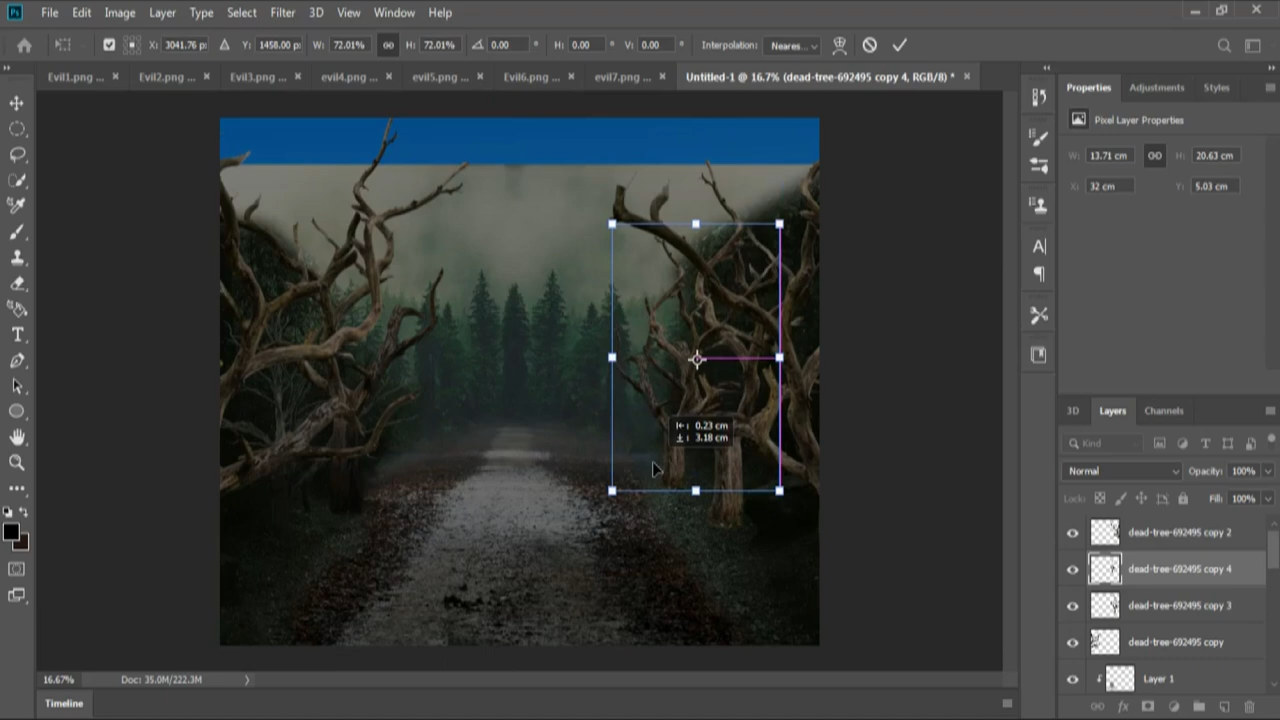 Ps File Edit Image Layer Type Select Filter 3D View Window Help
X: 3041.76 p: Y: 1458.00 p: W: 72.01% H: 72.01% 0.00 ° H: 0.00 ° V: 0.00 ° Interpolation: Neares...
Evil1.png ... × Evil2.png ... × Evil3.png ... × evil4.png ... × evil5.png ... × Evil6.png ... × evil7.png ... × Untitled-1 @ 16.7% (dead-tree-692495 copy 4, RGB/8) * ×
Properties Adjustments Styles
Pixel Layer Properties
W: 13.71 cm H: 20.63 cm
X: 32 cm Y: 5.03 cm
0.23 cm
3.18 cm
3D Layers Channels
Kind
Normal Opacity: 100%
Lock: Fill: 100%
dead-tree-692495 copy 2
dead-tree-692495 copy 4
dead-tree-692495 copy 3
dead-tree-692495 copy
Layer 1
fx
16.67% Doc: 35.0M/222.3M
Timeline